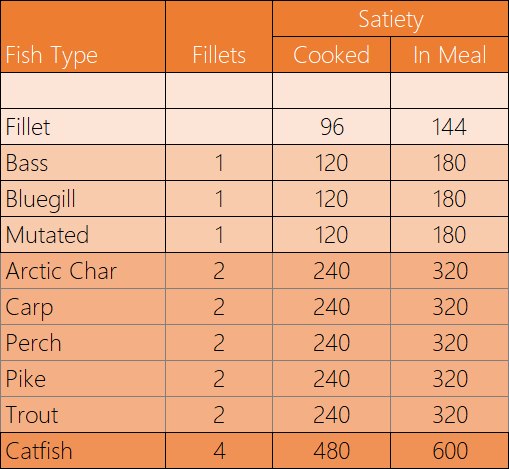 Satiety
Fish Type Fillets Cooked In Meal
Fillet 96 144
Bass 1 120 180
Bluegill 1 120 180
Mutated 1 120 180
Arctic Char 2 240 320
Carp 2 240 320
Perch 2 240 320
Pike 2 240 320
Trout 2 240 320
Catfish 4 480 600